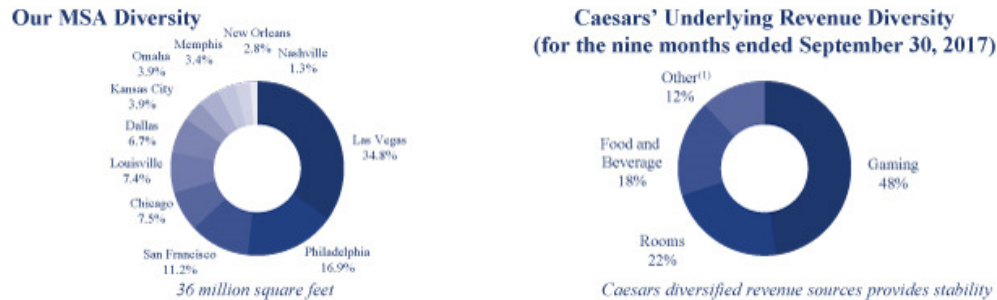 Our MSA Diversity
New Orleans
2.8%
Nashville
1.3%
Memphis
3.4%
Omaha
3.9%
Kansas City
3.9%
Dallas
6.7%
Louisville
7.4%
Chicago
7.5%
San Francisco
11.2%
Philadelphia
16.9%
Las Vegas
34.8%
36 million square feet
Caesars’ Underlying Revenue Diversity
(for the nine months ended September 30, 2017)
Other(1)
12%
Food and
Beverage
18%
Rooms
22%
Gaming
48%
Caesars diversified revenue sources provides stability